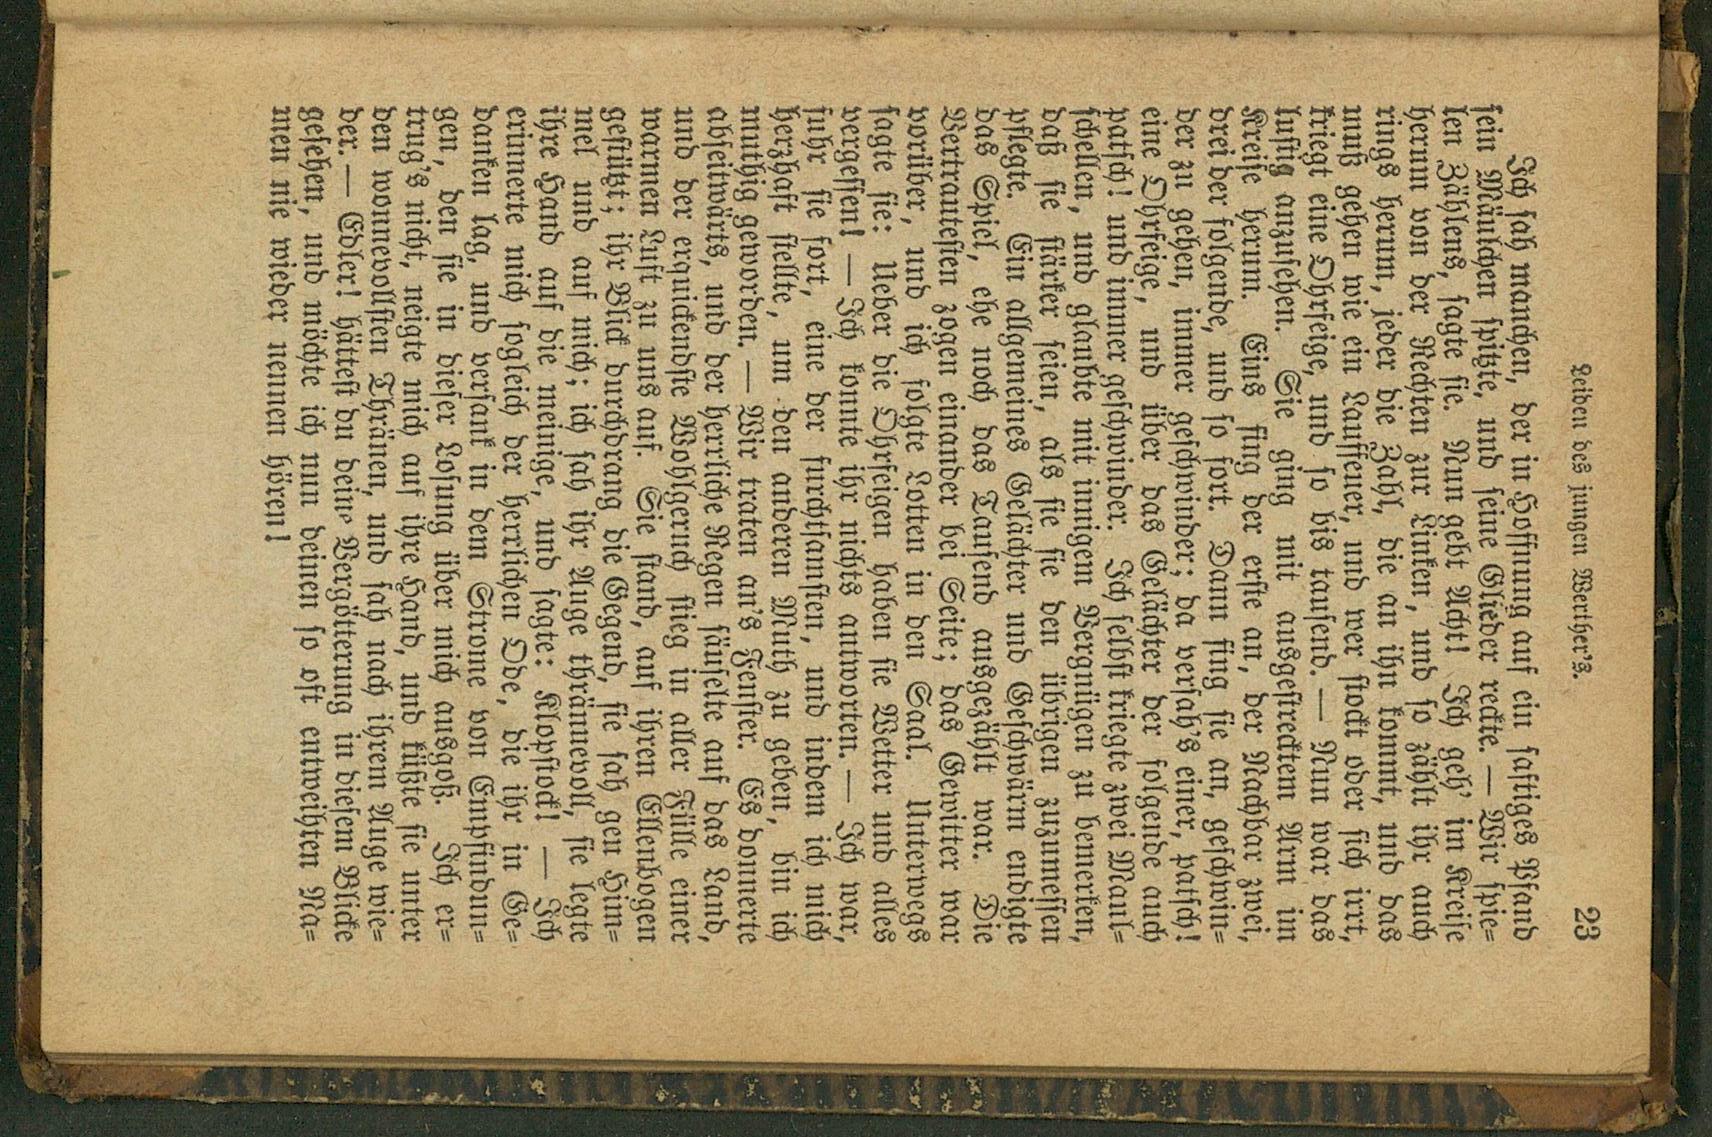 Leiden des jungen Werther's. 23
Ich sah manchen, der in Hoffnung auf ein saftiges Pfand
sein Mäulchen spitzte, und seine Glieder reckte. — Wir spie=
len Zählens, sagte sie. Nun gebt Acht! Ich geh' im Kreise
herum von der Rechten zur Linken, und so zählt ihr auch
rings herum, jeder die Zahl, die an ihn kommt, und das
muß gehen wie ein Lauffeuer, und wer stockt oder sich irrt,
kriegt eine Ohrfeige, und so bis tausend. — Nun war das
lustig anzusehen. Sie ging mit ausgestrecktem Arm im
Kreise herum. Eins fing der erste an, der Nachbar zwei,
drei der folgende, und so fort. Dann fing sie an, geschwin=
der zu gehen, immer geschwinder; da versah's einer, patsch!
eine Ohrfeige, und über das Gelächter der folgende auch
patsch! und immer geschwinder. Ich selbst kriegte zwei Maul=
schellen, und glaubte mit innigem Vergnügen zu bemerken,
daß sie stärker seien, als sie sie den übrigen zuzumessen
pflegte. Ein allgemeines Gelächter und Geschwärm endigte
das Spiel, ehe noch das Tausend ausgezählt war. Die
Vertrautesten zogen einander bei Seite; das Gewitter war
vorüber, und ich folgte Lotten in den Saal. Unterwegs
sagte sie: Ueber die Ohrfeigen haben sie Wetter und alles
vergessen! — Ich konnte ihr nichts antworten. — Ich war,
fuhr sie fort, eine der furchtsamsten, und indem ich mich
herzhaft stellte, um den anderen Muth zu geben, bin ich
muthig geworden. — Wir traten an's Fenster. Es donnerte
abseitwärts, und der herrliche Regen säuselte auf das Land,
und der erquickendste Wohlgeruch stieg in aller Fülle einer
warmen Luft zu uns auf. Sie stand, auf ihren Ellenbogen
gestützt; ihr Blick durchdrang die Gegend, sie sah gen Him=
mel und auf mich; ich sah ihr Auge thränenvoll, sie legte
ihre Hand auf die meinige, und sagte: Klopstock! — Ich
erinnerte mich sogleich der herrlichen Ode, die ihr in Ge=
danken lag, und versank in dem Strome von Empfindun=
gen, den sie in dieser Losung über mich ausgoß. Ich er=
trug's nicht, neigte mich auf ihre Hand, und küßte sie unter
den wonnevollsten Thränen, und sah nach ihrem Auge wie=
der. — Edler! hättest du deine Vergötterung in diesem Blicke
gesehen, und möchte ich nun deinen so oft entweihten Na=
men nie wieder nennen hören!